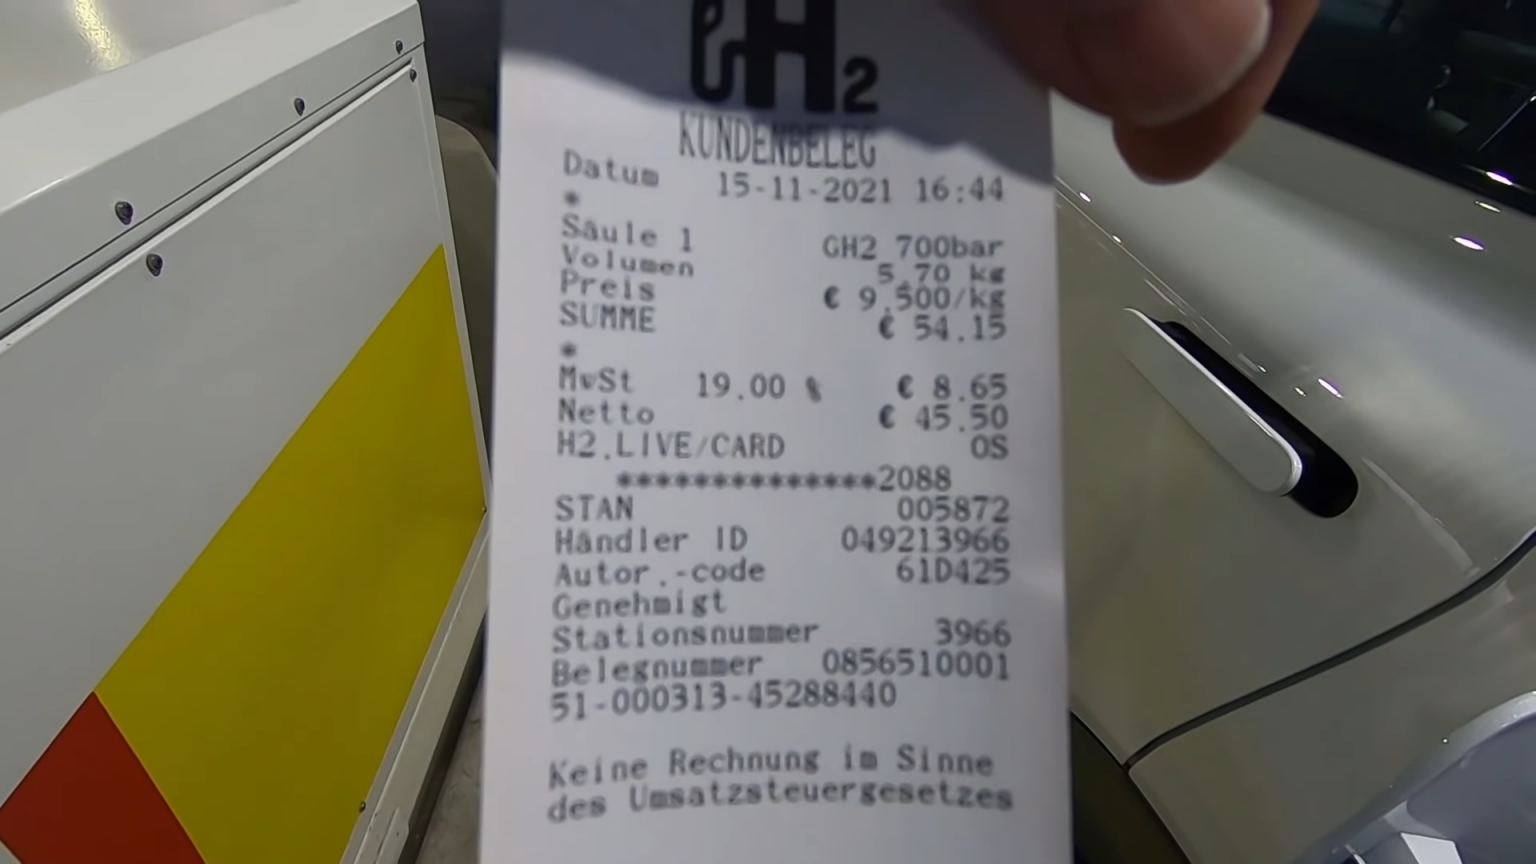 H2
KUNDENBELEG
Datum 15-11-2021 16:44
*
Säule 1 GH2 700bar
Volumen 5.70 kg
Preis € 9.500/kg
SUMME € 54.15
*
MwSt 19.00 % € 8.65
Netto € 45.50
H2.LIVE/CARD OS
**************2088
STAN 005872
Händler ID 049213966
Autor.-code 61D425
Genehmigt
Stationsnummer 3966
Belegnummer 0856510001
51-000313-45288440
Keine Rechnung im Sinne
des Umsatzsteuergesetzes